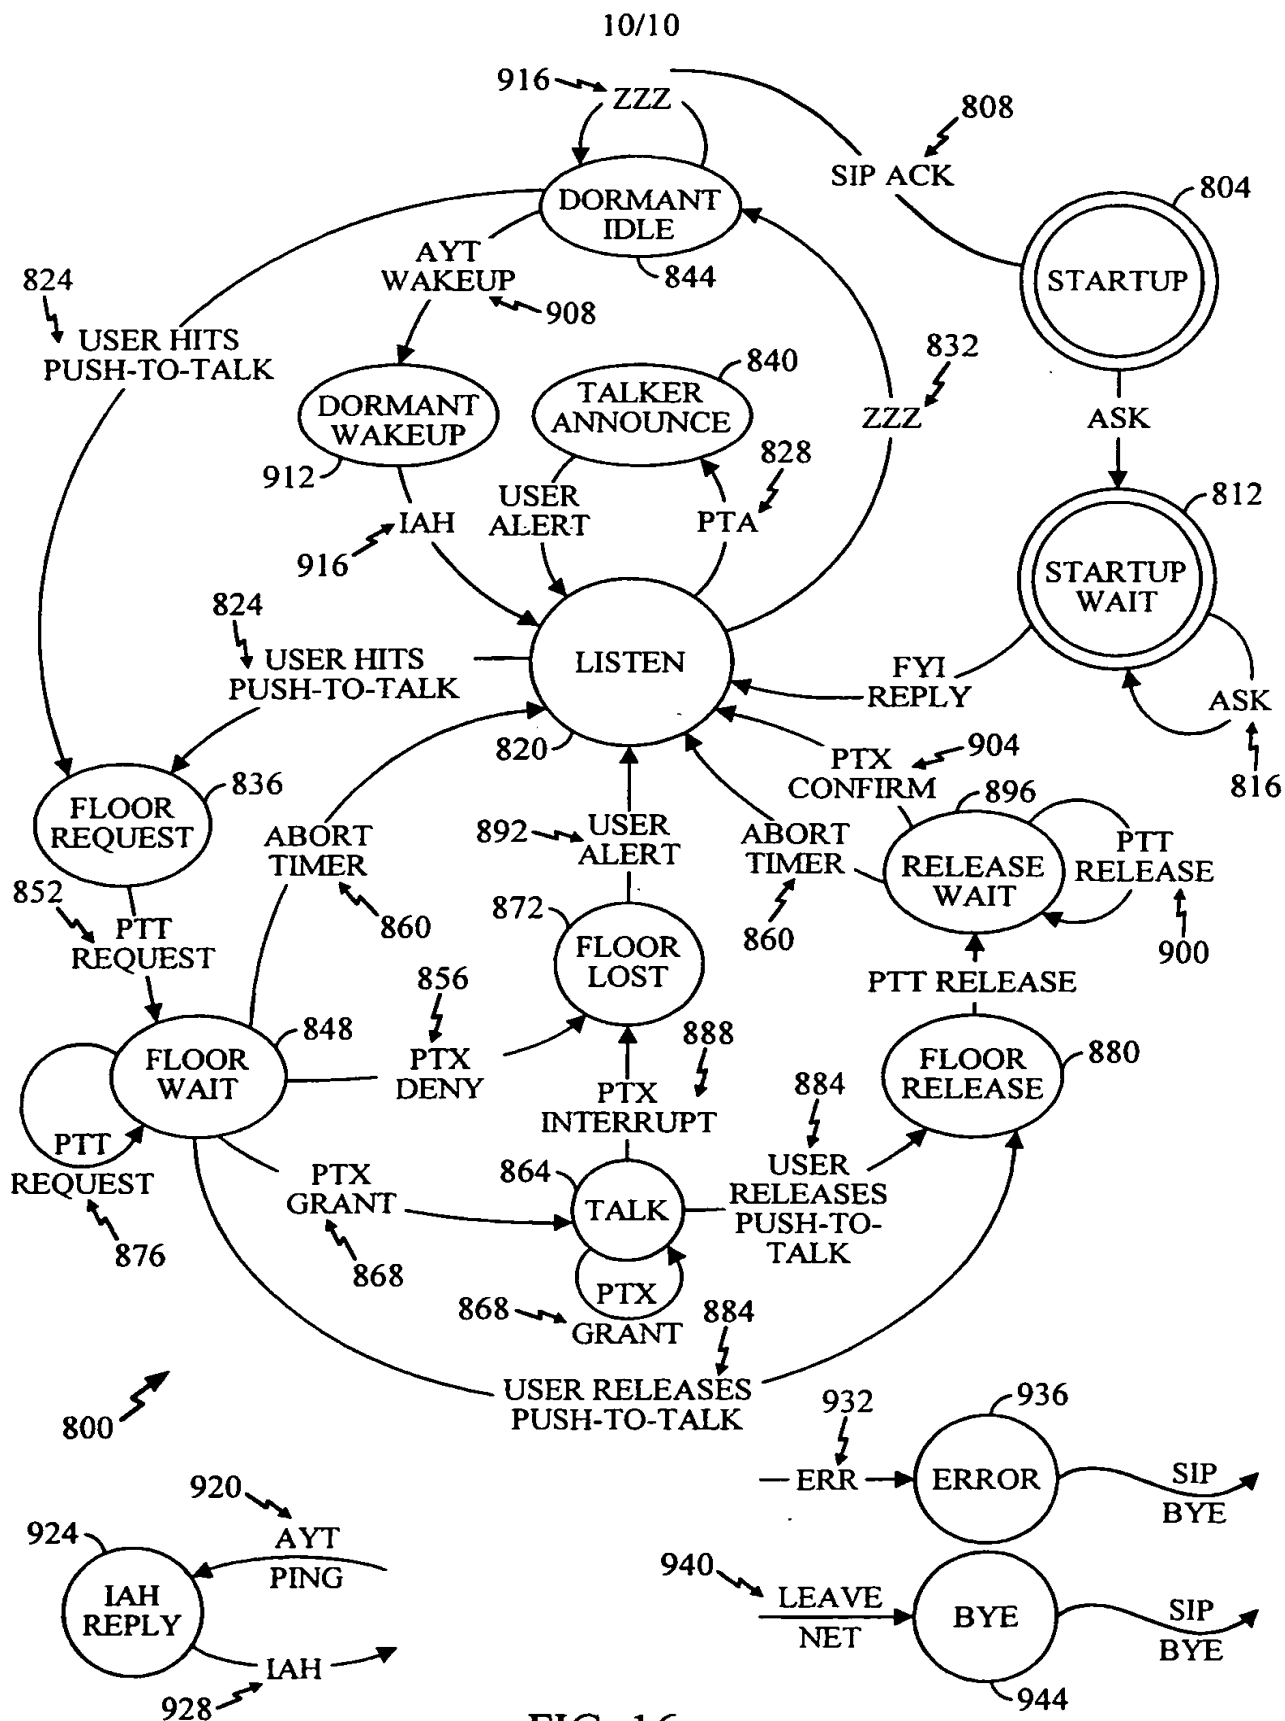 10/10
916
ZZZ
808
SIP ACK
804
DORMANT
IDLE
STARTUP
AYT
WAKEUP
844
824
908
USER HITS
PUSH-TO-TALK
832
840
DORMANT
WAKEUP
TALKER
ANNOUNCE
ZZZ
ASK
912
828
812
USER
ALERT
IAH
PTA
916
STARTUP
WAIT
824
USER HITS
PUSH-TO-TALK
LISTEN
FYI
REPLY
ASK
820
904
816
PTX
CONFIRM
836
896
FLOOR
REQUEST
ABORT
TIMER
892
USER
ALERT
ABORT
TIMER
RELEASE
WAIT
PTT
RELEASE
852
872
PTT
REQUEST
860
FLOOR
LOST
860
900
856
PTT RELEASE
848
888
FLOOR
WAIT
PTX
DENY
FLOOR
RELEASE
880
PTX
INTERRUPT
884
PTT
REQUEST
PTX
GRANT
864
TALK
USER
RELEASES
PUSH-TO-
TALK
876
868
PTX
GRANT
868
884
USER RELEASES
PUSH-TO-TALK
800
932
936
ERR
ERROR
SIP
BYE
920
924
AYT
PING
940
IAH
REPLY
LEAVE
NET
BYE
SIP
BYE
IAH
928
944
FIG. 16